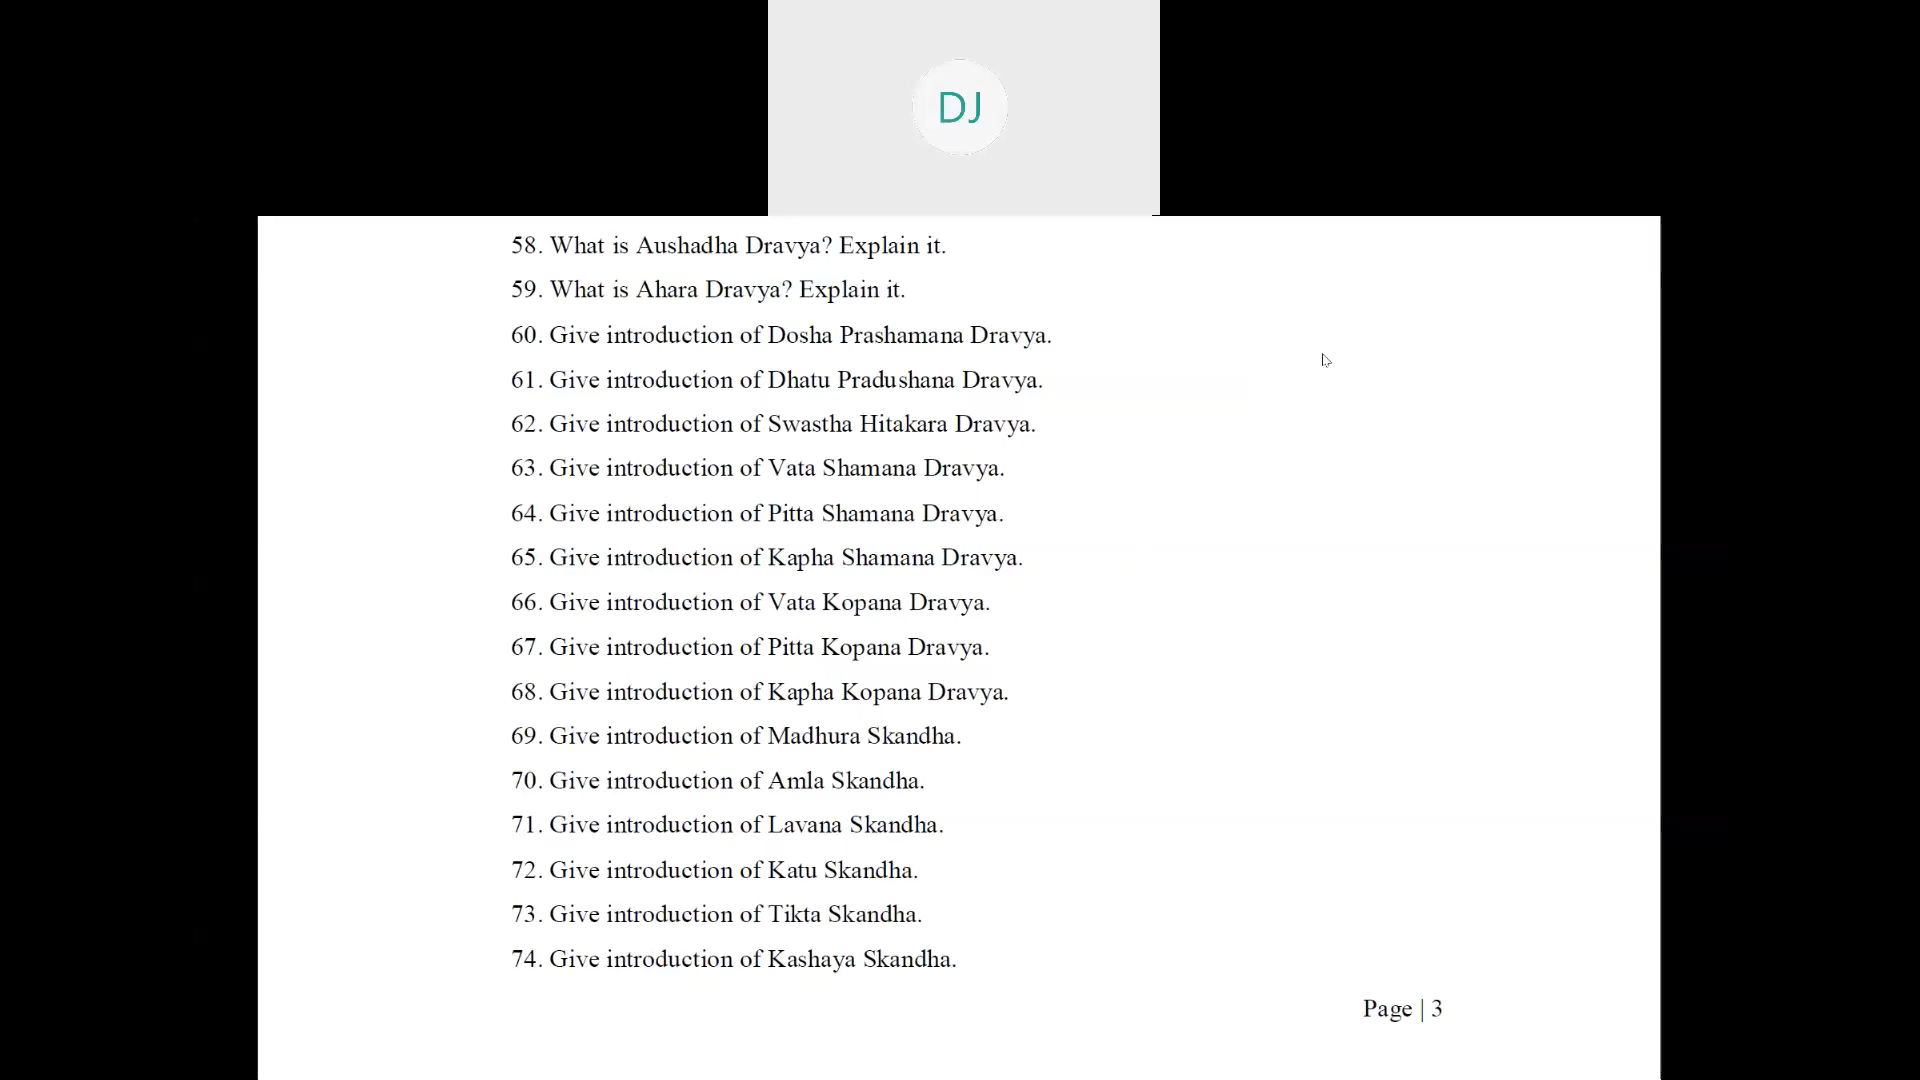 DJ
58. What is Aushadha Dravya? Explain it.
59. What is Ahara Dravya? Explain it.
60. Give introduction of Dosha Prashamana Dravya.
61. Give introduction of Dhatu Pradushana Dravya.
62. Give introduction of Swastha Hitakara Dravya.
63. Give introduction of Vata Shamana Dravya.
64. Give introduction of Pitta Shamana Dravya.
65. Give introduction of Kapha Shamana Dravya.
66. Give introduction of Vata Kopana Dravya.
67. Give introduction of Pitta Kopana Dravya.
68. Give introduction of Kapha Kopana Dravya.
69. Give introduction of Madhura Skandha.
70. Give introduction of Amla Skandha.
71. Give introduction of Lavana Skandha.
72. Give introduction of Katu Skandha.
73. Give introduction of Tikta Skandha.
74. Give introduction of Kashaya Skandha.
Page | 3